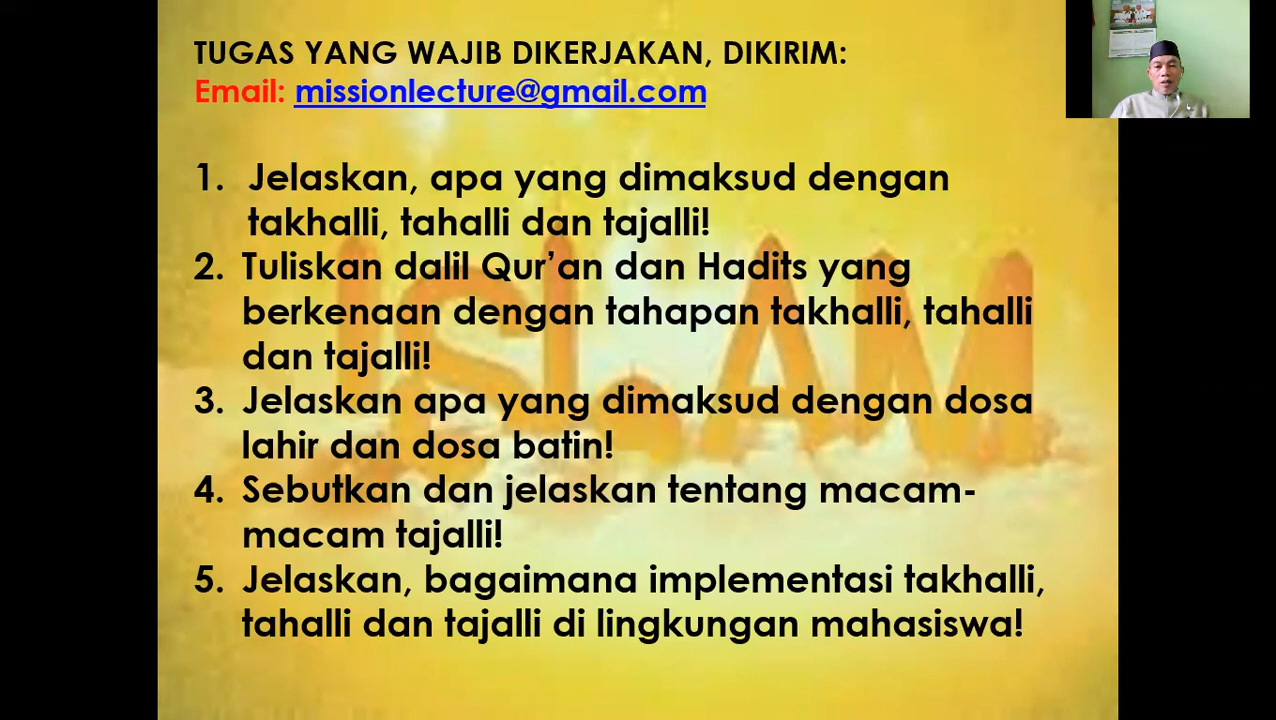 TUGAS YANG WAJIB DIKERJAKAN, DIKIRIM:
Email: missionlecture@gmail.com
1. Jelaskan, apa yang dimaksud dengan
takhalli, tahalli dan tajalli!
2. Tuliskan dalil Qur’an dan Hadits yang
berkenaan dengan tahapan takhalli, tahalli
dan tajalli!
3. Jelaskan apa yang dimaksud dengan dosa
lahir dan dosa batin!
4. Sebutkan dan jelaskan tentang macam-
macam tajalli!
5. Jelaskan, bagaimana implementasi takhalli,
tahalli dan tajalli di lingkungan mahasiswa!
ISLAM